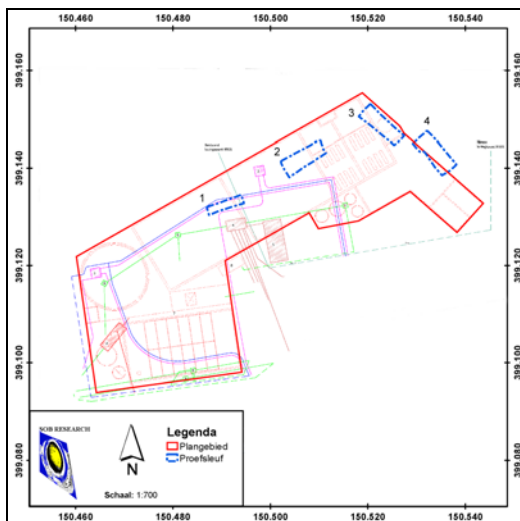 150.460 150.480 150.500 150.520 150.540
399.160 399.160
399.140 399.140
399.120 399.120
399.100 399.100
399.080 399.080
1
2
3
4
SOB RESEARCH
N
Legenda
Plangebied
Proefsleuf
Schaal: 1:700
150.460 150.480 150.500 150.520 150.540